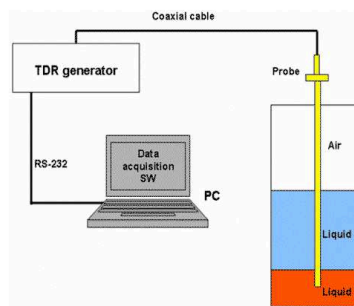 Coaxial cable
TDR generator
Probe
Air
RS-232
Data
acquisition
SW
PC
Liquid
Liquid